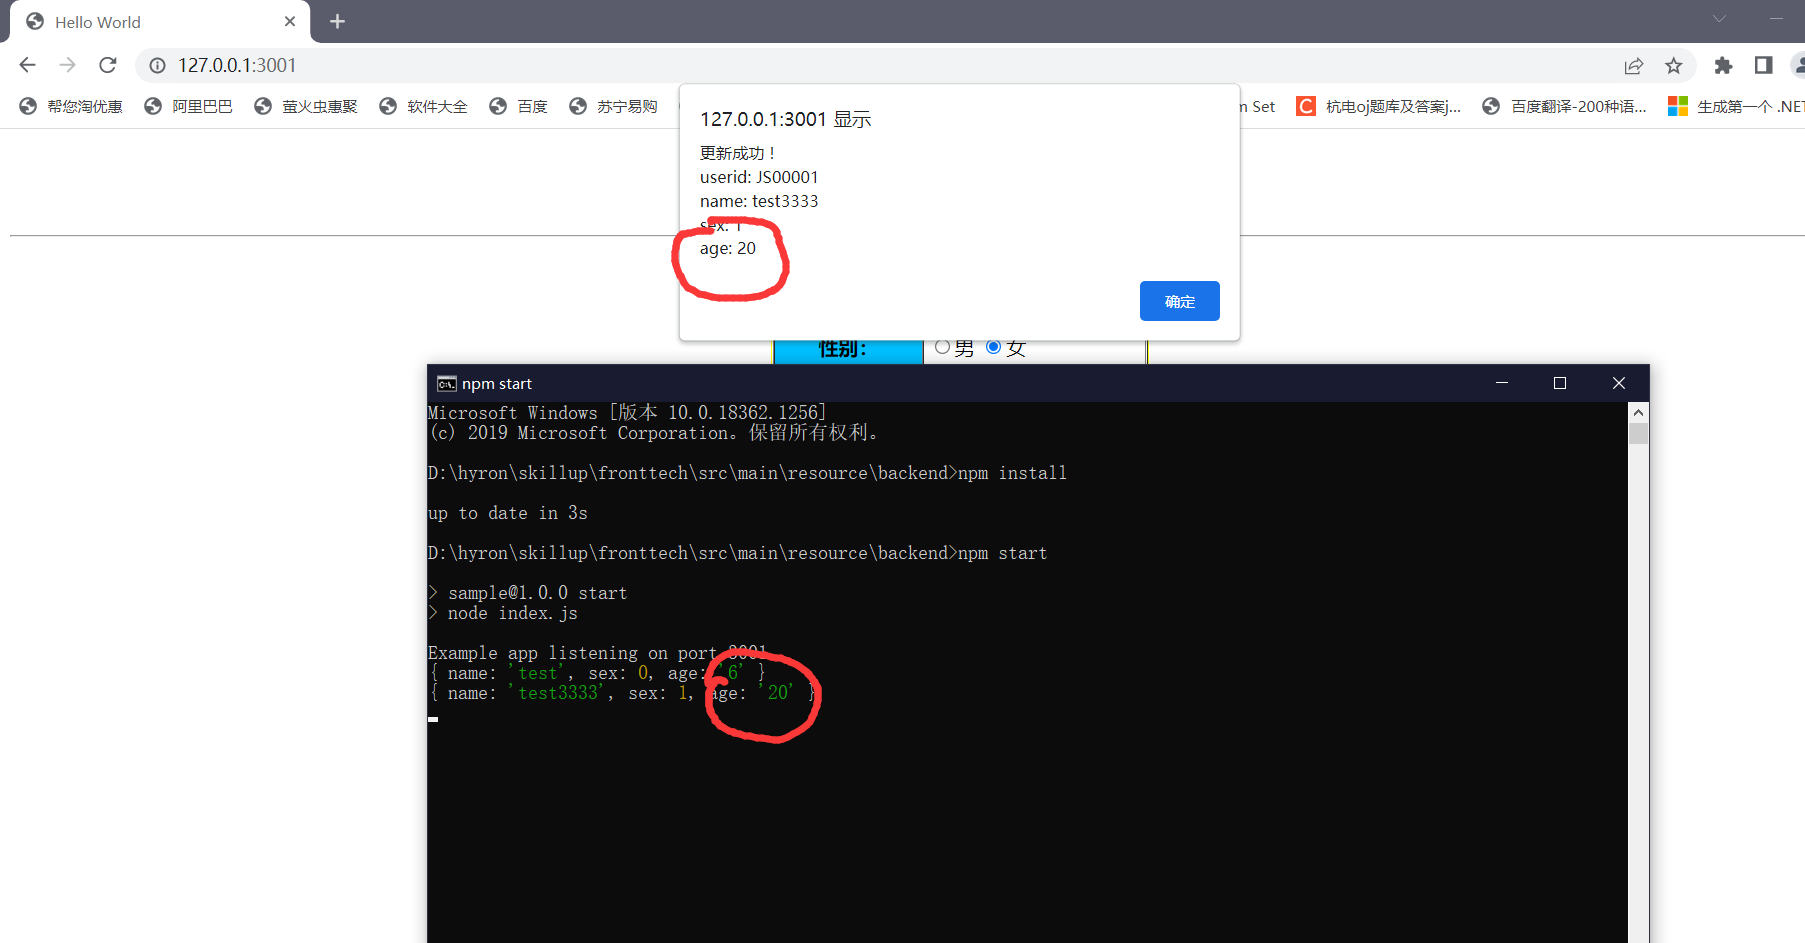 Hello World
127.0.0.1:3001
帮您淘优惠 阿里巴巴 萤火虫惠聚 软件大全 百度 苏宁易购 Set 杭电oj题库及答案j... 百度翻译-200种语... 生成第一个 .NET
127.0.0.1:3001 显示
更新成功！
userid: JS00001
name: test3333
sex: 1
age: 20
确定
性别： 男 女
npm start
Microsoft Windows [版本 10.0.18362.1256]
(c) 2019 Microsoft Corporation。保留所有权利。
D:\hyron\skillup\fronttech\src\main\resource\backend>npm install
up to date in 3s
D:\hyron\skillup\fronttech\src\main\resource\backend>npm start
> sample@1.0.0 start
> node index.js
Example app listening on port 3001
{ name: 'test', sex: 0, age: '6' }
{ name: 'test3333', sex: 1, age: '20' }